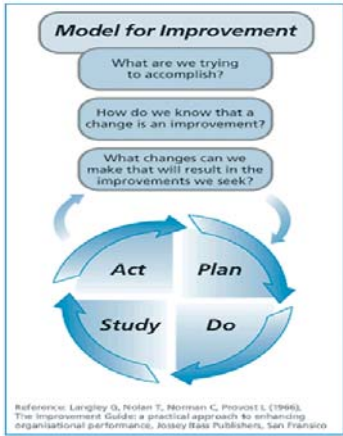 Model for Improvement
What are we trying
to accomplish?
How do we know that a
change is an improvement?
What changes can we
make that will result in the
improvements we seek?
Act
Plan
Study
Do
Reference: Langley G, Nolan T, Norman C, Provost L (1966),
The Improvement Guide: a practical approach to enhancing
organisational performance, Jossey Bass Publishers, San Fransico